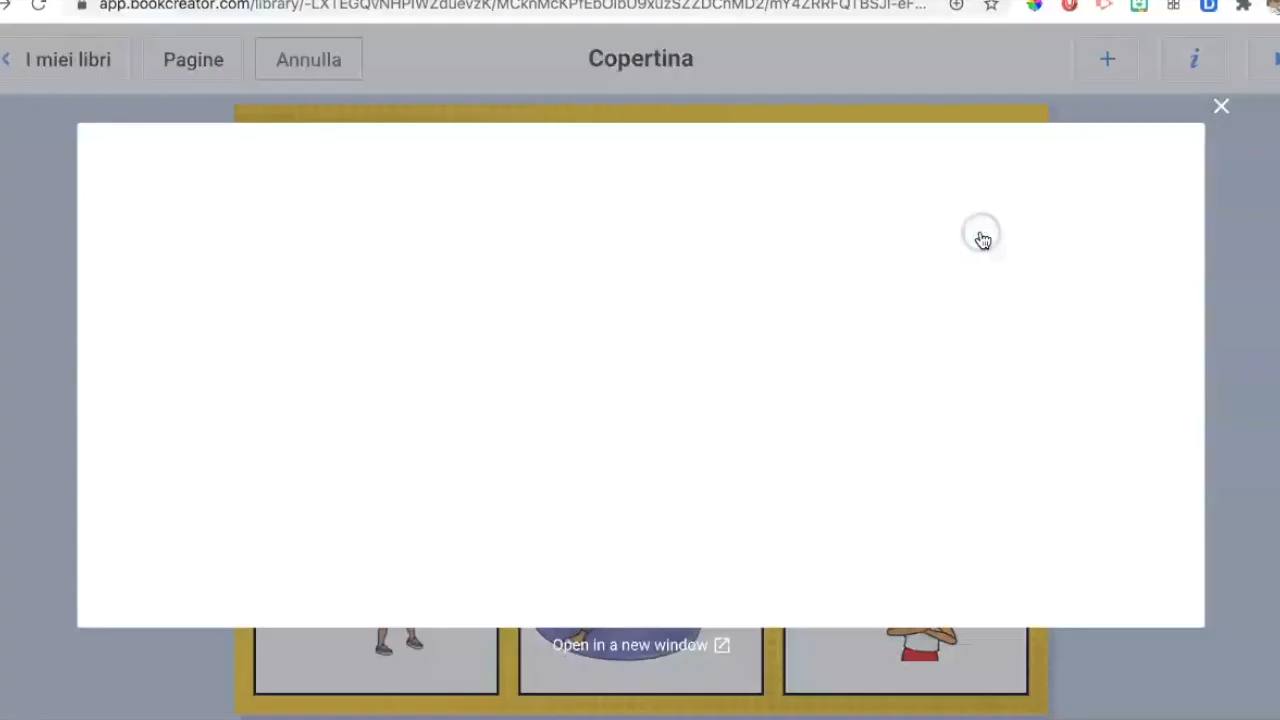 app.bookcreator.com/library/
I miei libri
Pagine
Annulla
Copertina
Open in a new window